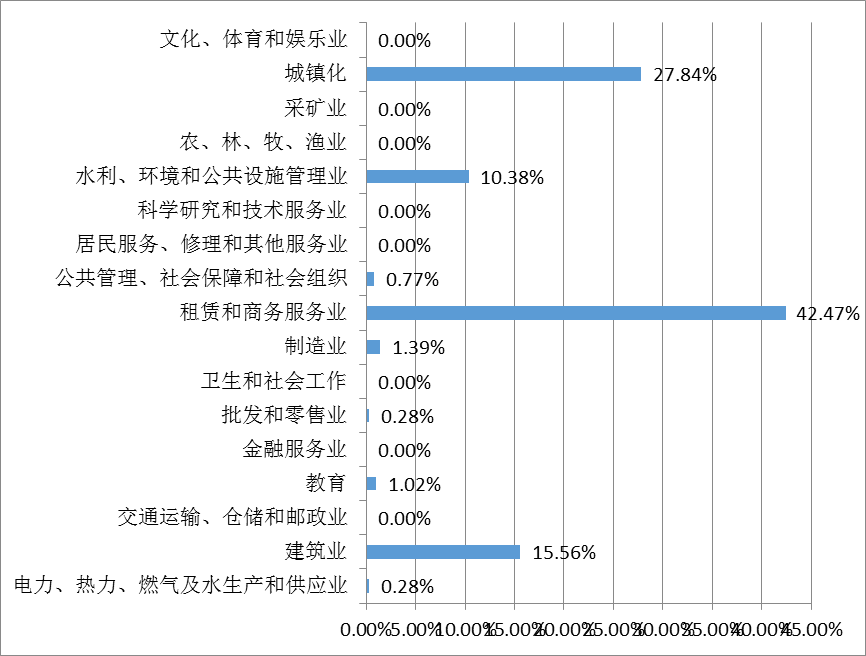 文化、体育和娱乐业 0.00%
城镇化 27.84%
采矿业 0.00%
农、林、牧、渔业 0.00%
水利、环境和公共设施管理业 10.38%
科学研究和技术服务业 0.00%
居民服务、修理和其他服务业 0.00%
公共管理、社会保障和社会组织 0.77%
租赁和商务服务业 42.47%
制造业 1.39%
卫生和社会工作 0.00%
批发和零售业 0.28%
金融服务业 0.00%
教育 1.02%
交通运输、仓储和邮政业 0.00%
建筑业 15.56%
电力、热力、燃气及水生产和供应业 0.28%
0.00% 5.00% 10.00% 15.00% 20.00% 25.00% 30.00% 35.00% 40.00% 45.00%